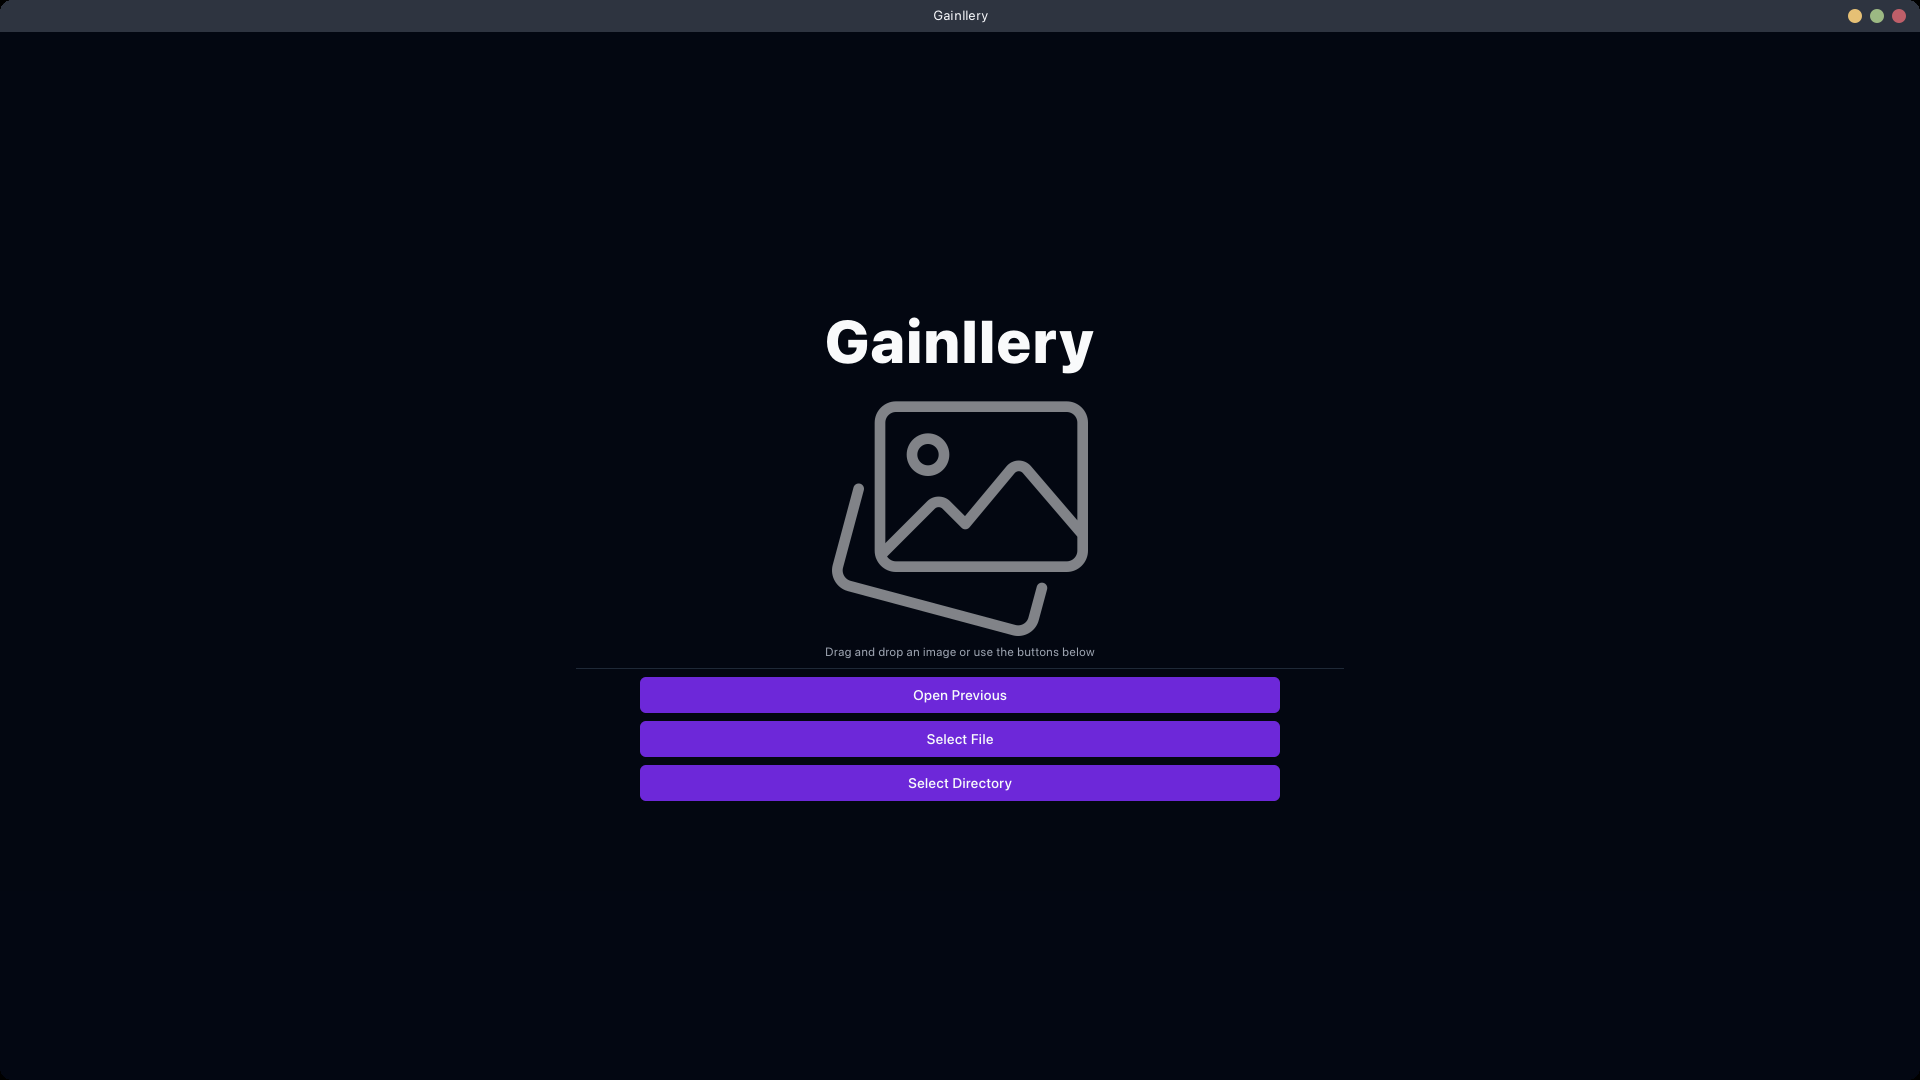 Gainllery
Gainllery
Drag and drop an image or use the buttons below
Open Previous
Select File
Select Directory